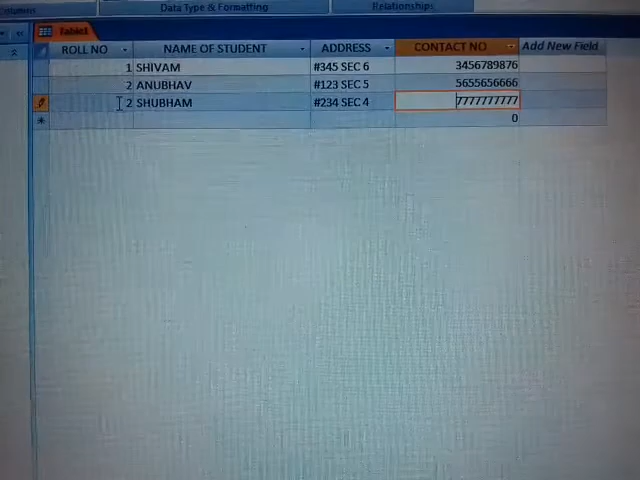 Columns
Data Type & Formatting
Relationships
Table1
ROLL NO NAME OF STUDENT ADDRESS CONTACT NO Add New Field
1 SHIVAM #345 SEC 6 3456789876
2 ANUBHAV #123 SEC 5 5655656666
2 SHUBHAM #234 SEC 4 7777777777
0